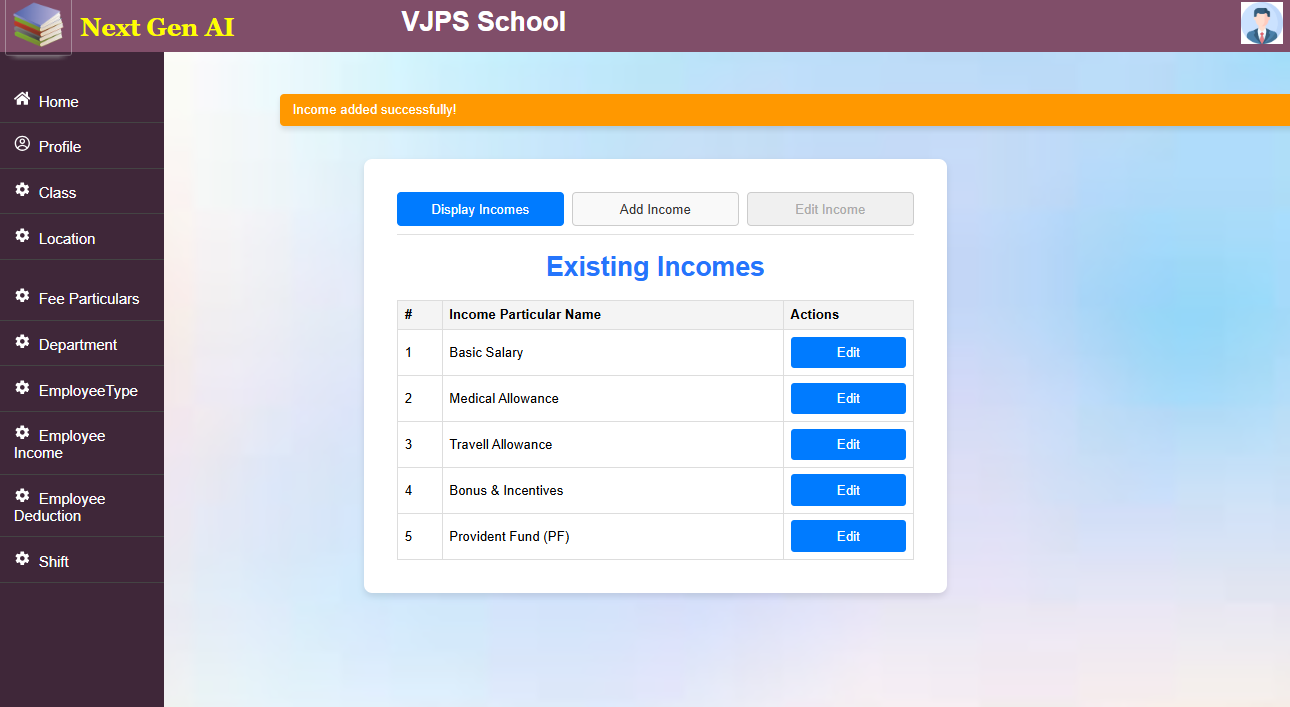 Next Gen AI
VJPS School
Home
Profile
Class
Location
Fee Particulars
Department
EmployeeType
Employee
Income
Employee
Deduction
Shift
Income added successfully!
Display Incomes Add Income Edit Income
Existing Incomes
# Income Particular Name Actions
1 Basic Salary Edit
2 Medical Allowance Edit
3 Travell Allowance Edit
4 Bonus & Incentives Edit
5 Provident Fund (PF) Edit